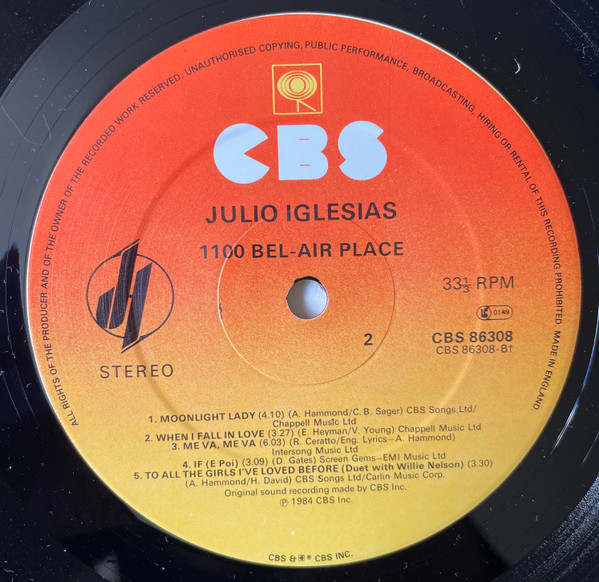 ALL RIGHTS OF THE PRODUCER AND OF THE OWNER OF THE RECORDED WORK RESERVED. UNAUTHORISED COPYING, PUBLIC PERFORMANCE, BROADCASTING, HIRING OR RENTAL OF THIS RECORDING PROHIBITED. MADE IN ENGLAND.
CBS
JULIO IGLESIAS
1100 BEL-AIR PLACE
33⅓ RPM
0149
2
CBS 86308
CBS 86308-B†
STEREO
1. MOONLIGHT LADY (4.10) (A. Hammond/C. B. Sager) CBS Songs Ltd/
Chappell Music Ltd
2. WHEN I FALL IN LOVE (3.27) (E. Heyman/V. Young) Chappell Music Ltd
3. ME VA, ME VA (6.03) (R. Ceratto/Eng. Lyrics–A. Hammond)
Intersong Music Ltd
4. IF (E Poi) (3.09) (D. Gates) Screen Gems–EMI Music Ltd
5. TO ALL THE GIRLS I'VE LOVED BEFORE (Duet with Willie Nelson) (3.30)
(A. Hammond/H. David) CBS Songs Ltd/Carlin Music Corp.
Original sound recording made by CBS Inc.
℗ 1984 CBS Inc.
CBS & ® CBS INC.